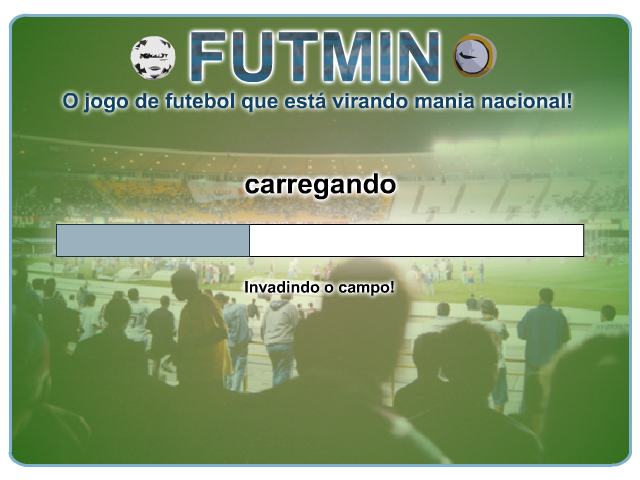 FUTMIN
O jogo de futebol que está virando mania nacional!
carregando
Invadindo o campo!